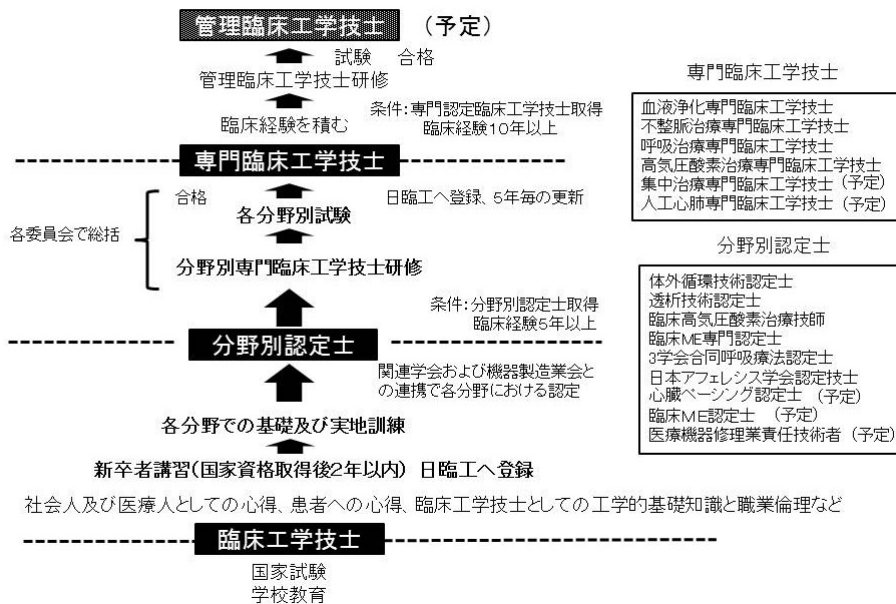 管理臨床工学技士 (予定)
試験 合格
管理臨床工学技士研修
臨床経験を積む
条件:専門認定臨床工学技士取得
臨床経験10年以上
専門臨床工学技士
合格
各分野別試験
日臨工へ登録、5年毎の更新
各委員会で総括
分野別専門臨床工学技士研修
条件:分野別認定士取得
臨床経験5年以上
分野別認定士
関連学会および機器製造業会と
の連携で各分野における認定
各分野での基礎及び実地訓練
新卒者講習(国家資格取得後2年以内) 日臨工へ登録
社会人及び医療人としての心得、患者への心得、臨床工学技士としての工学的基礎知識と職業倫理など
臨床工学技士
国家試験
学校教育
専門臨床工学技士
血液浄化専門臨床工学技士
不整脈治療専門臨床工学技士
呼吸治療専門臨床工学技士
高気圧酸素治療専門臨床工学技士
集中治療専門臨床工学技士(予定)
人工心肺専門臨床工学技士(予定)
分野別認定士
体外循環技術認定士
透析技術認定士
臨床高気圧酸素治療技師
臨床ME専門認定士
3学会合同呼吸療法認定士
日本アフェレシス学会認定技士
心臓ペーシング認定士 (予定)
臨床ME認定士 (予定)
医療機器修理業責任技術者 (予定)